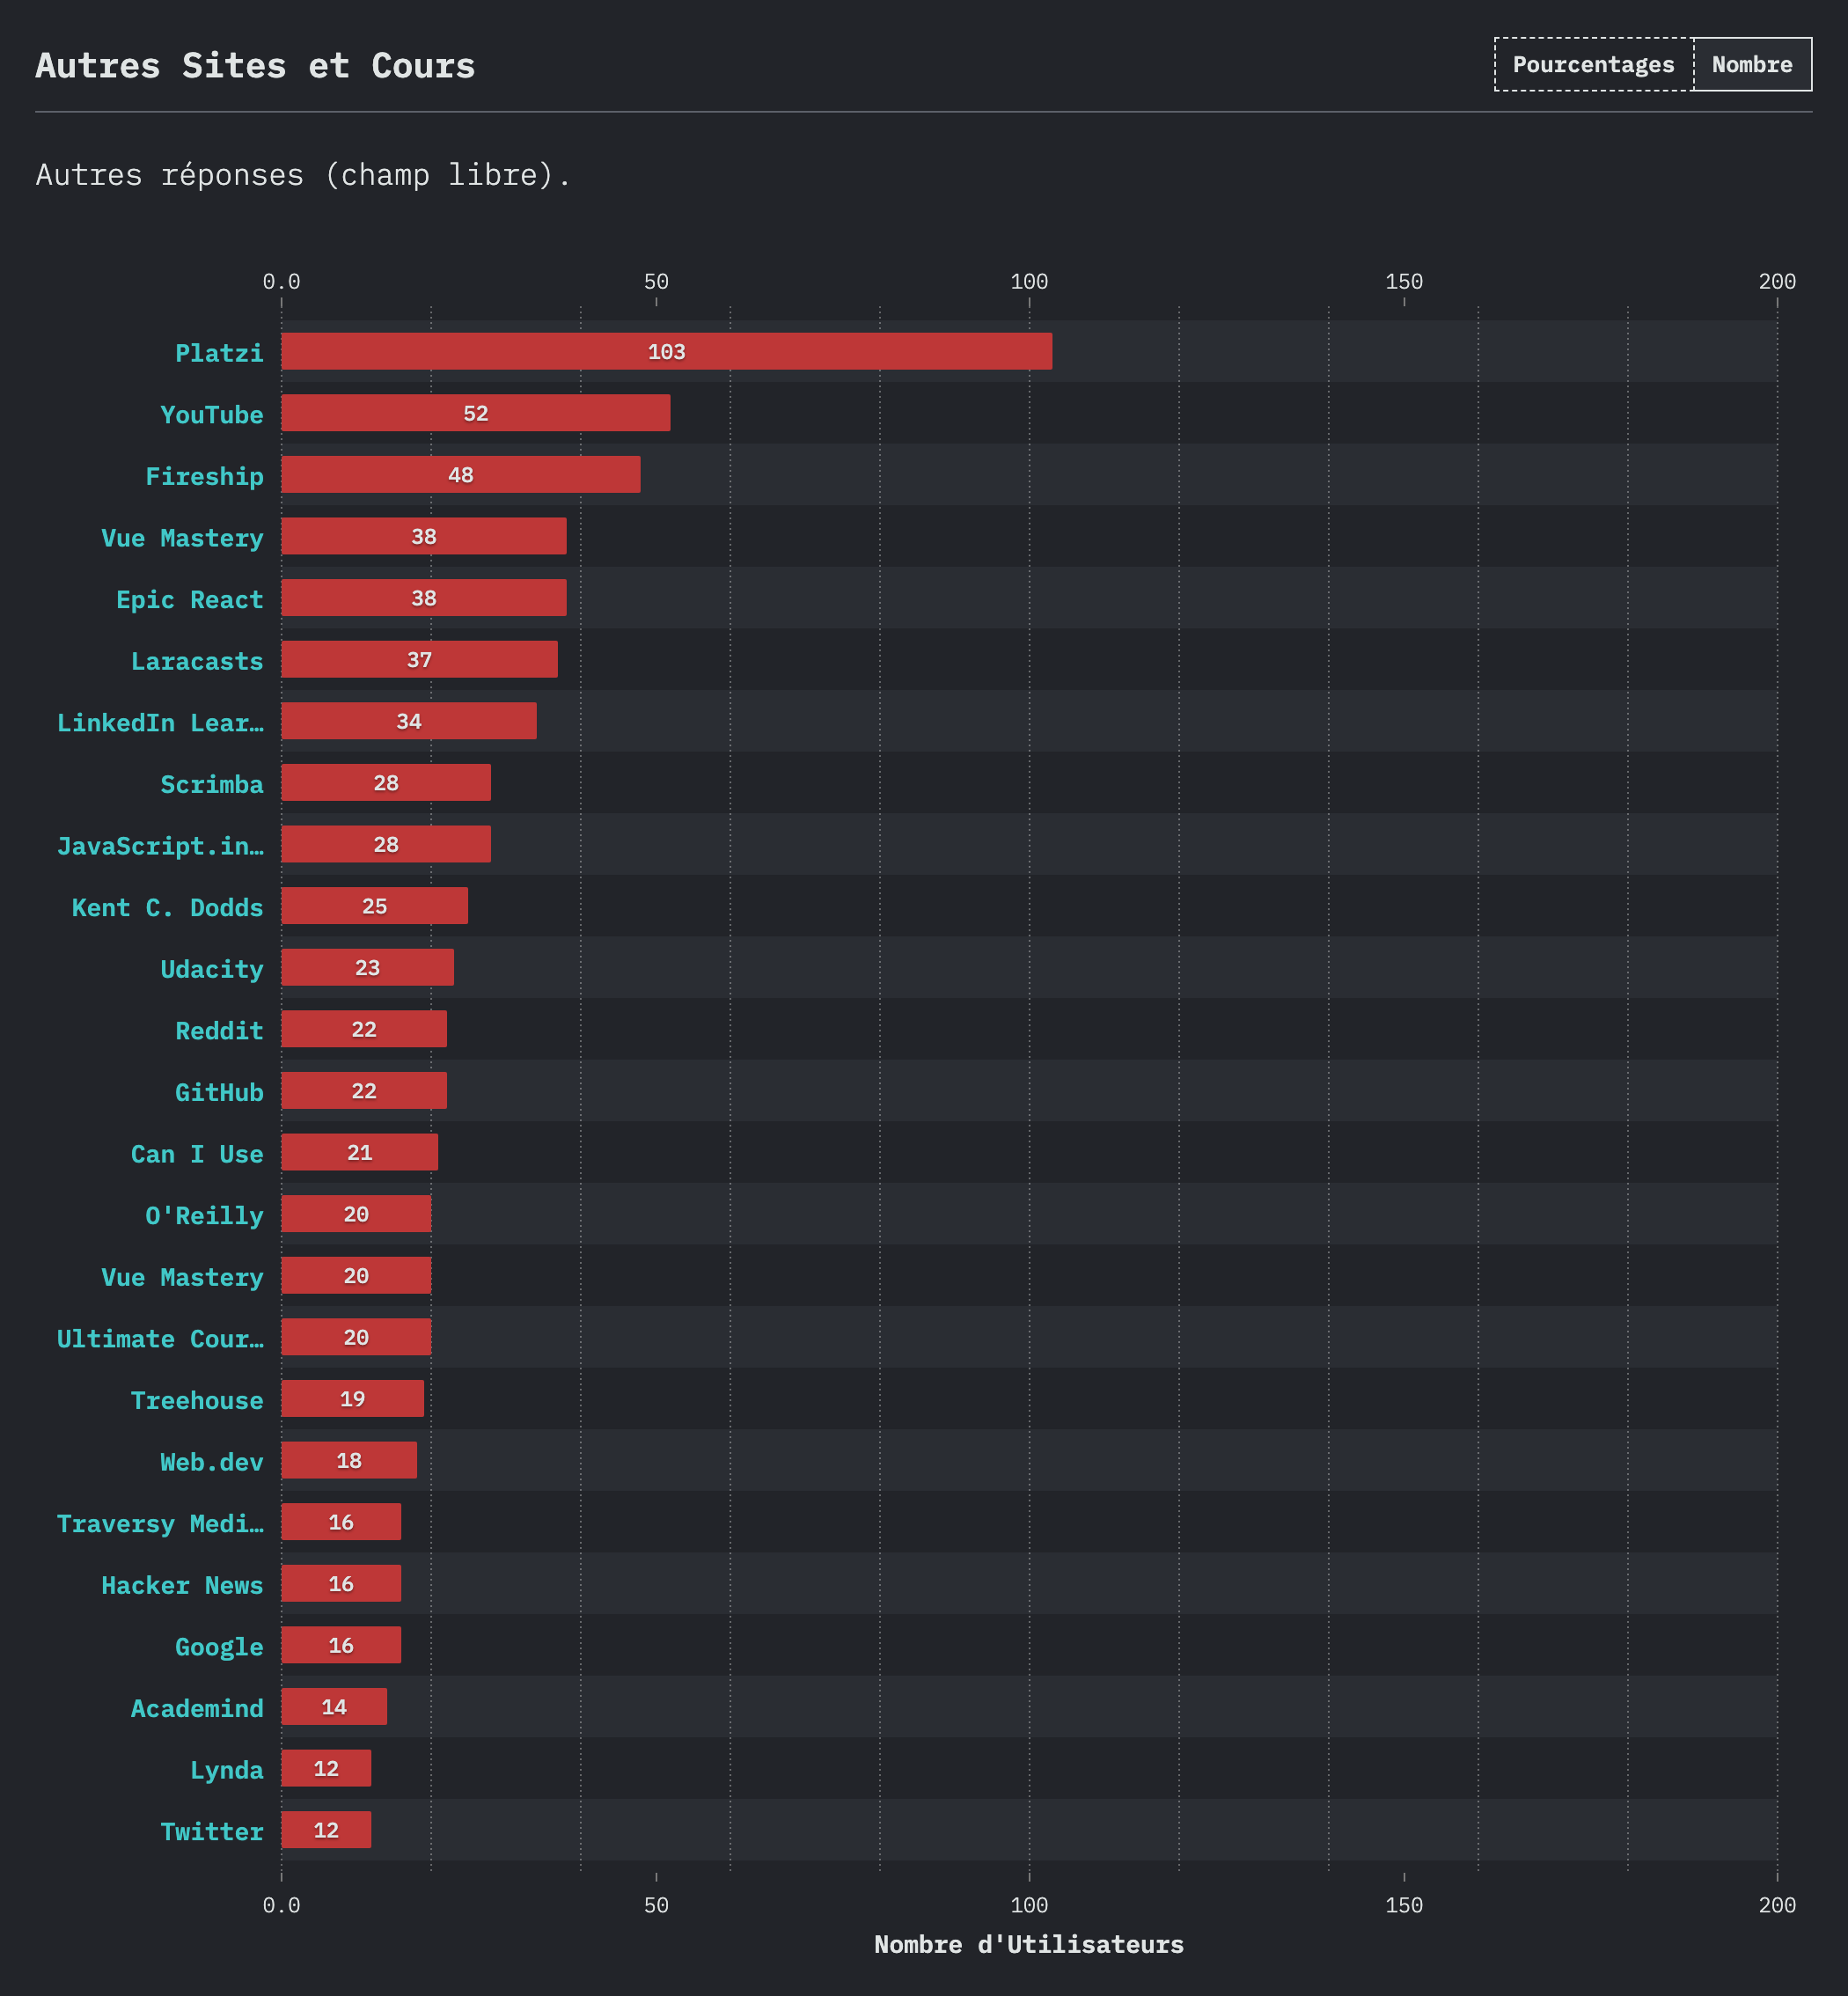 Autres Sites et Cours
Pourcentages Nombre
Autres réponses (champ libre).
0.0 50 100 150 200
Platzi 103
YouTube 52
Fireship 48
Vue Mastery 38
Epic React 38
Laracasts 37
LinkedIn Lear… 34
Scrimba 28
JavaScript.in… 28
Kent C. Dodds 25
Udacity 23
Reddit 22
GitHub 22
Can I Use 21
O'Reilly 20
Vue Mastery 20
Ultimate Cour… 20
Treehouse 19
Web.dev 18
Traversy Medi… 16
Hacker News 16
Google 16
Academind 14
Lynda 12
Twitter 12
0.0 50 100 150 200
Nombre d'Utilisateurs